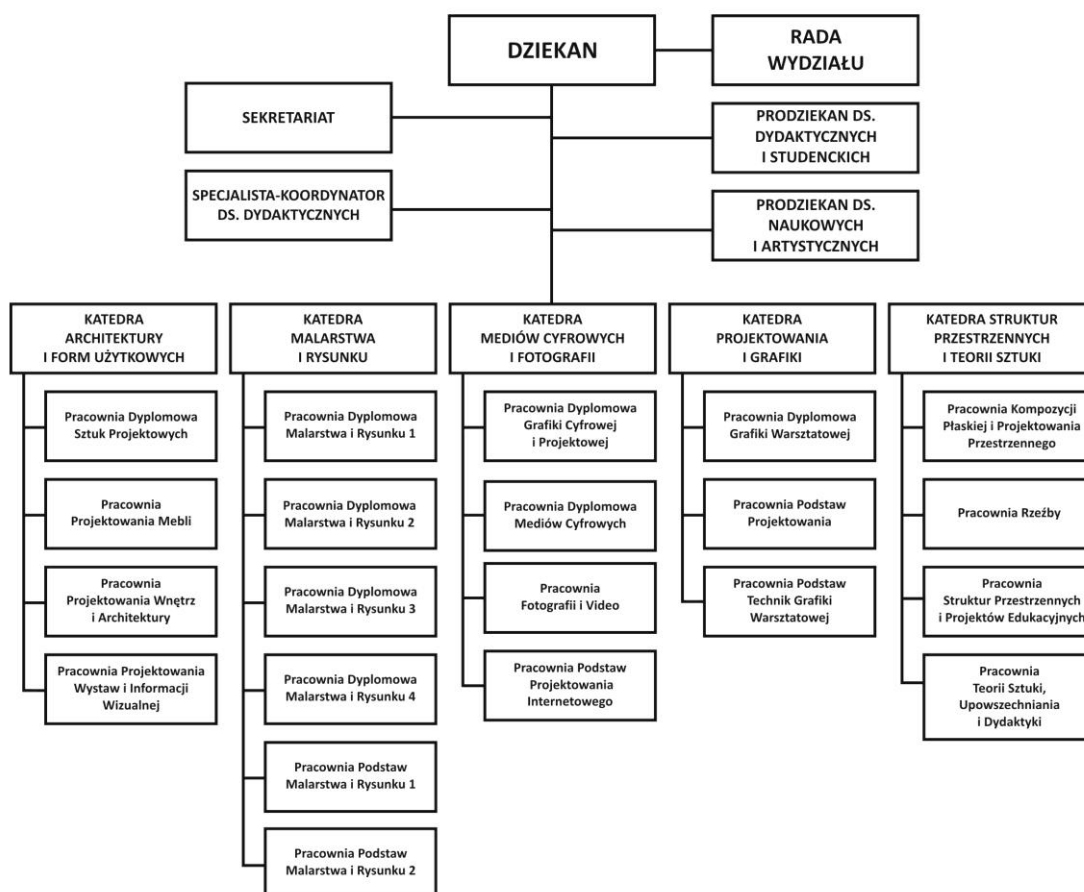 DZIEKAN
RADA
WYDZIAŁU
SEKRETARIAT
PRODZIEKAN DS.
DYDAKTYCZNYCH
I STUDENCKICH
SPECJALISTA-KOORDYNATOR
DS. DYDAKTYCZNYCH
PRODZIEKAN DS.
NAUKOWYCH
I ARTYSTYCZNYCH
KATEDRA
ARCHITEKTURY
I FORM UŻYTKOWYCH
Pracownia Dyplomowa
Sztuk Projektowych
Pracownia
Projektowania Mebli
Pracownia
Projektowania Wnętrz
i Architektury
Pracownia Projektowania
Wystaw i Informacji
Wizualnej
KATEDRA
MALARSTWA
I RYSUNKU
Pracownia Dyplomowa
Malarstwa i Rysunku 1
Pracownia Dyplomowa
Malarstwa i Rysunku 2
Pracownia Dyplomowa
Malarstwa i Rysunku 3
Pracownia Dyplomowa
Malarstwa i Rysunku 4
Pracownia Podstaw
Malarstwa i Rysunku 1
Pracownia Podstaw
Malarstwa i Rysunku 2
KATEDRA
MEDIÓW CYFROWYCH
I FOTOGRAFII
Pracownia Dyplomowa
Grafiki Cyfrowej
i Projektowej
Pracownia Dyplomowa
Mediów Cyfrowych
Pracownia
Fotografii i Video
Pracownia Podstaw
Projektowania
Internetowego
KATEDRA
PROJEKTOWANIA
I GRAFIKI
Pracownia Dyplomowa
Grafiki Warsztatowej
Pracownia Podstaw
Projektowania
Pracownia Podstaw
Technik Grafiki
Warsztatowej
KATEDRA STRUKTUR
PRZESTRZENNYCH
I TEORII SZTUKI
Pracownia Kompozycji
Płaskiej i Projektowania
Przestrzennego
Pracownia Rzeźby
Pracownia
Struktur Przestrzennych
i Projektów Edukacyjnych
Pracownia
Teorii Sztuki,
Upowszechniania
i Dydaktyki